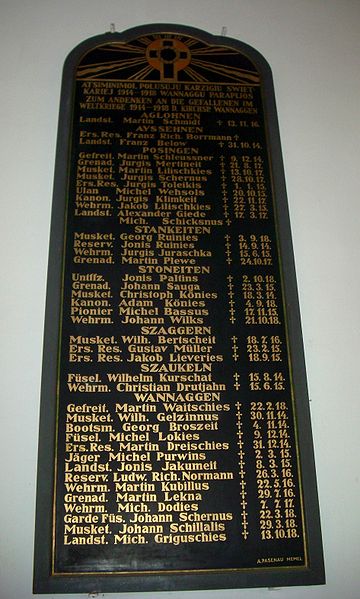 ATSIMINIMOL POLUSUJU KARZIGIU SWIET
KARIEJ 1914-1918 WANNAGGU PARAPIJOS
ZUM ANDENKEN AN DIE GEFALLENEN IM
WELTKRIEGE 1914-1918 D. KIRCHSP. WANNAGGEN
AGLOHNEN
Landst. Martin Schmidt † 13. 11. 16.
AYSSEHNEN
Ers. Res. Franz Rich. Borrmann †
Landst. Franz Below † 31. 10. 14.
POSINGEN
Gefreit. Martin Schleussner † 9. 12. 14.
Grenad. Jurgis Mertineit † 21. 8. 17.
Musket. Martin Lilischkies † 13. 10. 17.
Musket. Jurgis Schernus † 28. 10. 17.
Ers. Res. Jurgis Toleikis † 1. 1. 15.
Ulan Michel Wehsols † 20. 10. 15.
Kanon. Jurgis Klimkeit † 22. 11. 17.
Wehrm. Jakob Lilischkies † 22. 3. 15.
Landst. Alexander Giede † 17. 3. 17.
Mich. Schicksnus †
STANKEITEN
Musket. Georg Ruinies † 3. 9. 18.
Reserv. Jonis Ruinies † 14. 9. 14.
Wehrm. Jurgis Juraschka † 15. 6. 15.
Grenad. Martin Plewe † 24. 10. 17.
STONEITEN
Untffz. Jonis Paltins † 2. 10. 18.
Grenad. Johann Sauga † 23. 3. 15.
Musket. Christoph Könies † 18. 3. 14.
Kanon. Adam Könies † 4. 9. 18.
Pionier Michel Bassus † 17. 11. 15.
Wehrm. Johann Wilks † 21. 10. 18.
SZAGGERN
Musket. Wilh. Bertscheit † 18. 7. 16.
Ers. Res. Gustav Müller † 23. 2. 15.
Ers. Res. Jakob Lieveries † 18. 9. 15.
SZAUKELN
Füsel. Wilhelm Kurschat † 15. 8. 14.
Wehrm. Christian Drutjahn † 15. 6. 15.
WANNAGGEN
Gefreit. Martin Waitschies † 22. 2. 18.
Musket. Wilh. Gelzinnus † 30. 11. 14.
Bootsm. Georg Broszeit † 4. 11. 14.
Füsel. Michel Lokies † 9. 12. 14.
Ers. Res. Martin Dreischies † 31. 12. 14.
Jäger Michel Purwins † 2. 3. 15.
Landst. Jonis Jakumeit † 8. 3. 15.
Reserv. Ludw. Rich. Normann † 26. 3. 16.
Wehrm. Martin Kubillus † 22. 5. 16.
Grenad. Martin Lekna † 29. 7. 16.
Wehrm. Mich. Dodies † 7. 7. 17.
Garde Füs. Johann Schernus † 22. 3. 18.
Musket. Johann Schillalis † 29. 3. 18.
Landst. Mich. Griguschies † 13. 10. 18.
A. PASENAU MEMEL